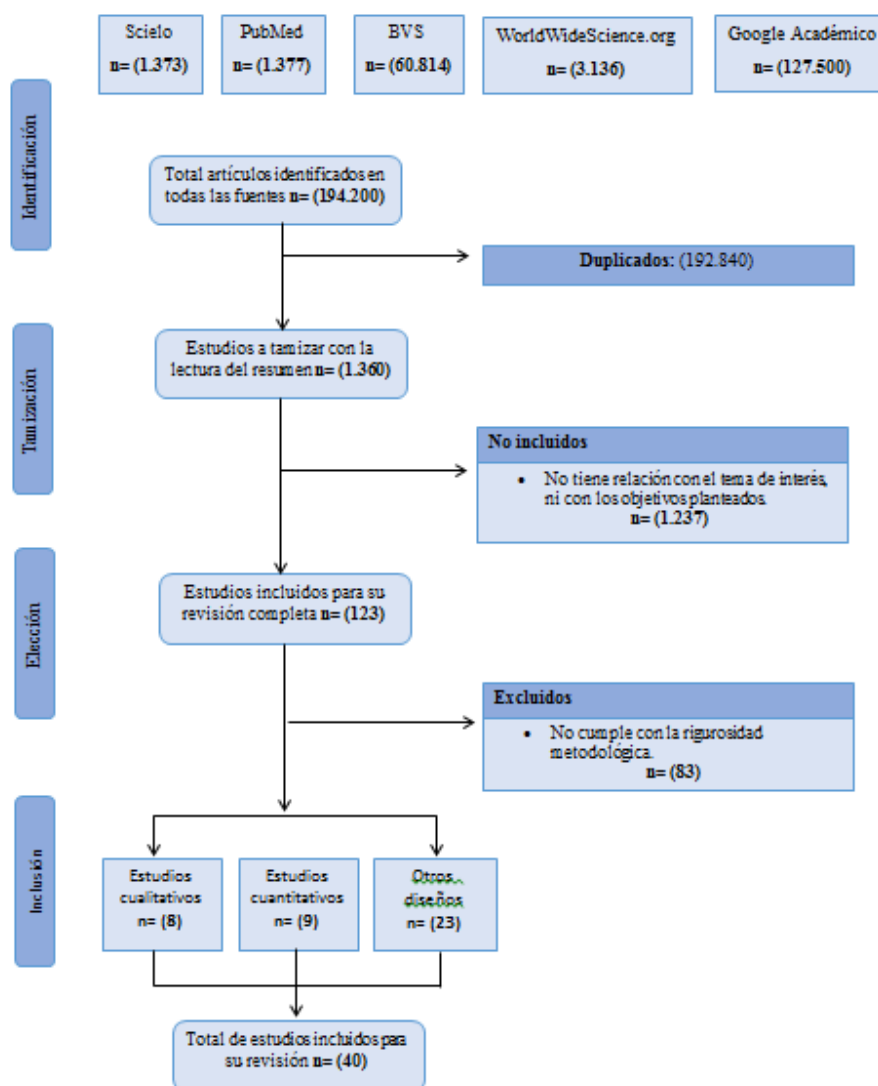 Scielo
n= (1.373)
PubMed
n= (1.377)
BVS
n= (60.814)
WorldWideScience.org
n= (3.136)
Google Académico
n= (127.500)
Identificación
Total artículos identificados en
todas las fuentes n= (194.200)
Duplicados: (192.840)
Tamización
Estudios a tamizar con la
lectura del resumen n= (1.360)
No incluidos
• No tiene relación con el tema de interés,
ni con los objetivos planteados.
n= (1.237)
Elección
Estudios incluidos para su
revisión completa n= (123)
Excluidos
• No cumple con la rigurosidad
metodológica.
n= (83)
Inclusión
Estudios
cualitativos
n= (8)
Estudios
cuantitativos
n= (9)
Otros
diseños
n= (23)
Total de estudios incluidos para
su revisión n= (40)